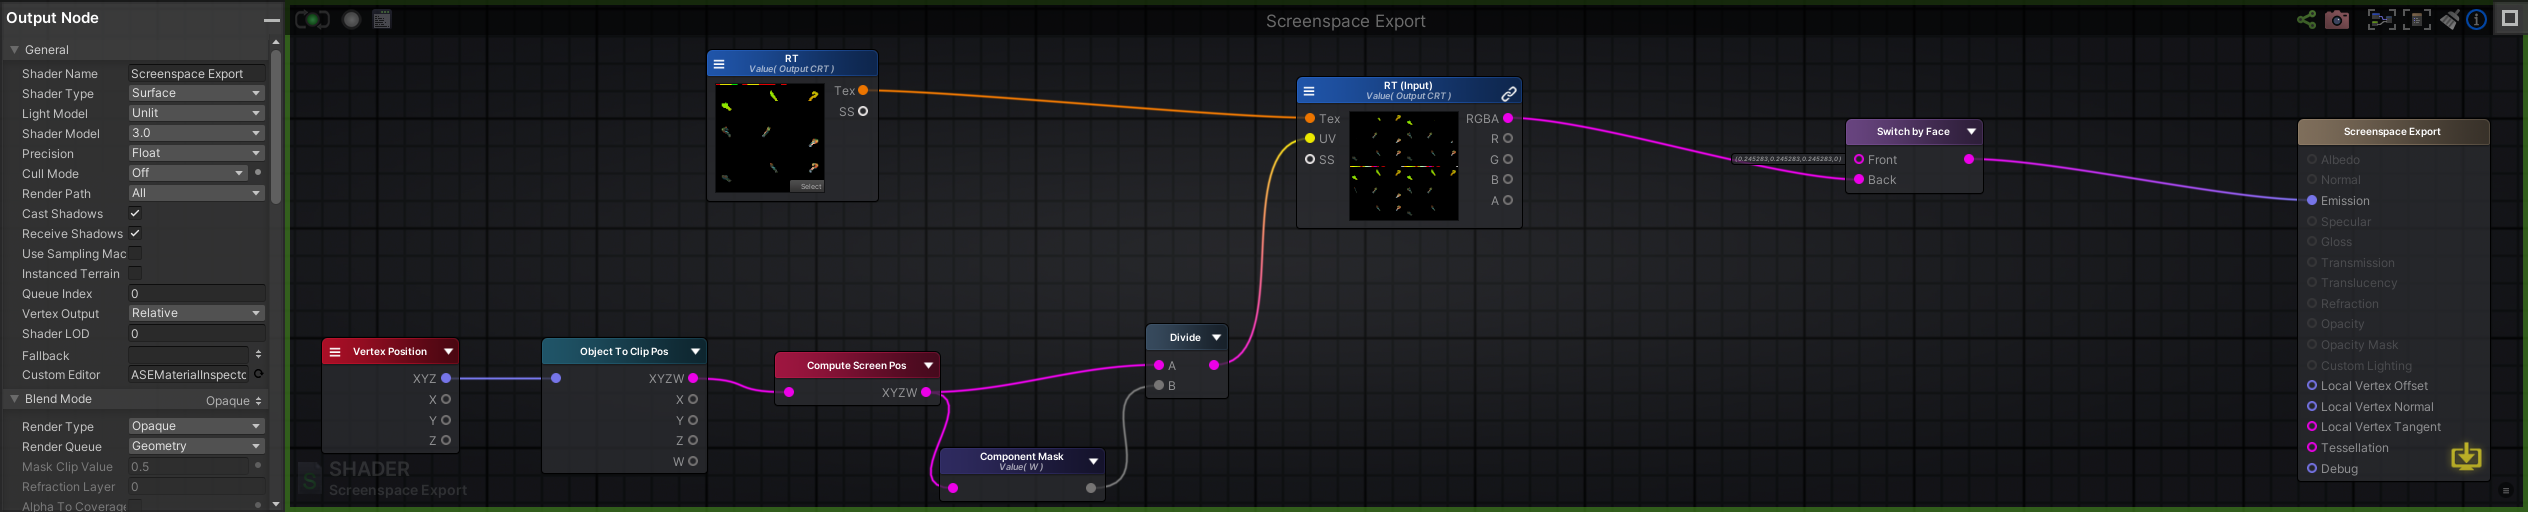 Output Node
General
Shader Name Screenspace Export
Shader Type Surface
Light Model Unlit
Shader Model 3.0
Precision Float
Cull Mode Off
Render Path All
Cast Shadows
Receive Shadows
Use Sampling Mac
Instanced Terrain
Queue Index 0
Vertex Output Relative
Shader LOD 0
Fallback
Custom Editor ASEMaterialInspecto
Blend Mode Opaque
Render Type Opaque
Render Queue Geometry
Mask Clip Value 0.5
Refraction Layer 0
Alpha To Coverage
Screenspace Export
RT
Value( Output CRT )
Tex
SS
Select
RT (Input)
Value( Output CRT )
Tex RGBA
UV R
SS G
B
A
Switch by Face
(0.245283,0.245283,0.245283,0) Front
Back
Screenspace Export
Albedo
Normal
Emission
Specular
Gloss
Transmission
Translucency
Refraction
Opacity
Opacity Mask
Custom Lighting
Local Vertex Offset
Local Vertex Normal
Local Vertex Tangent
Tessellation
Debug
Vertex Position
XYZ
X
Y
Z
Object To Clip Pos
XYZW
X
Y
Z
W
Compute Screen Pos
XYZW
Component Mask
Value( W )
Divide
A
B
S
SHADER
Screenspace Export